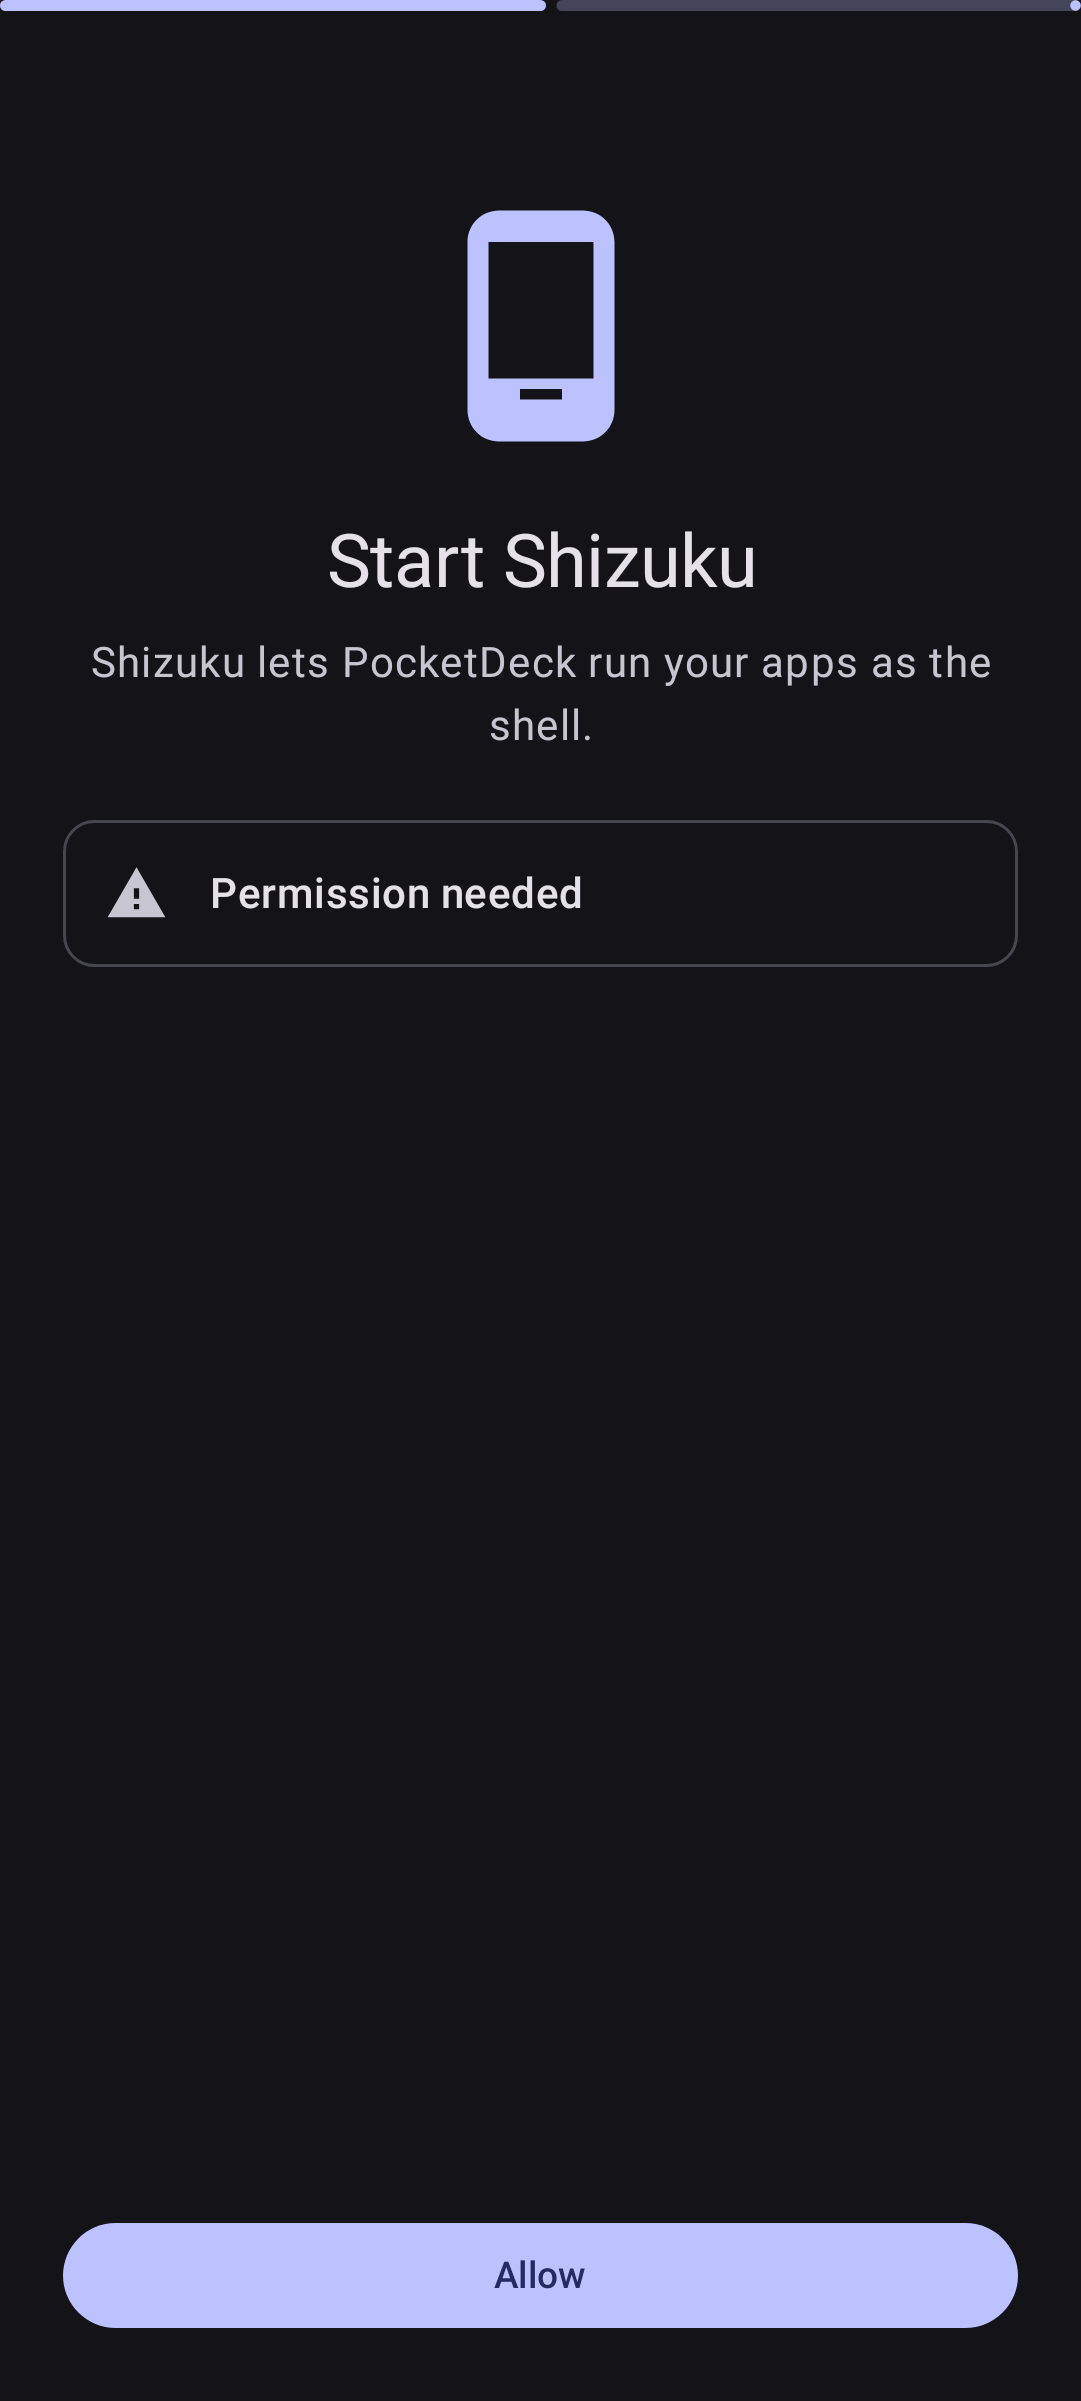 Start Shizuku
Shizuku lets PocketDeck run your apps as the
shell.
Permission needed
Allow